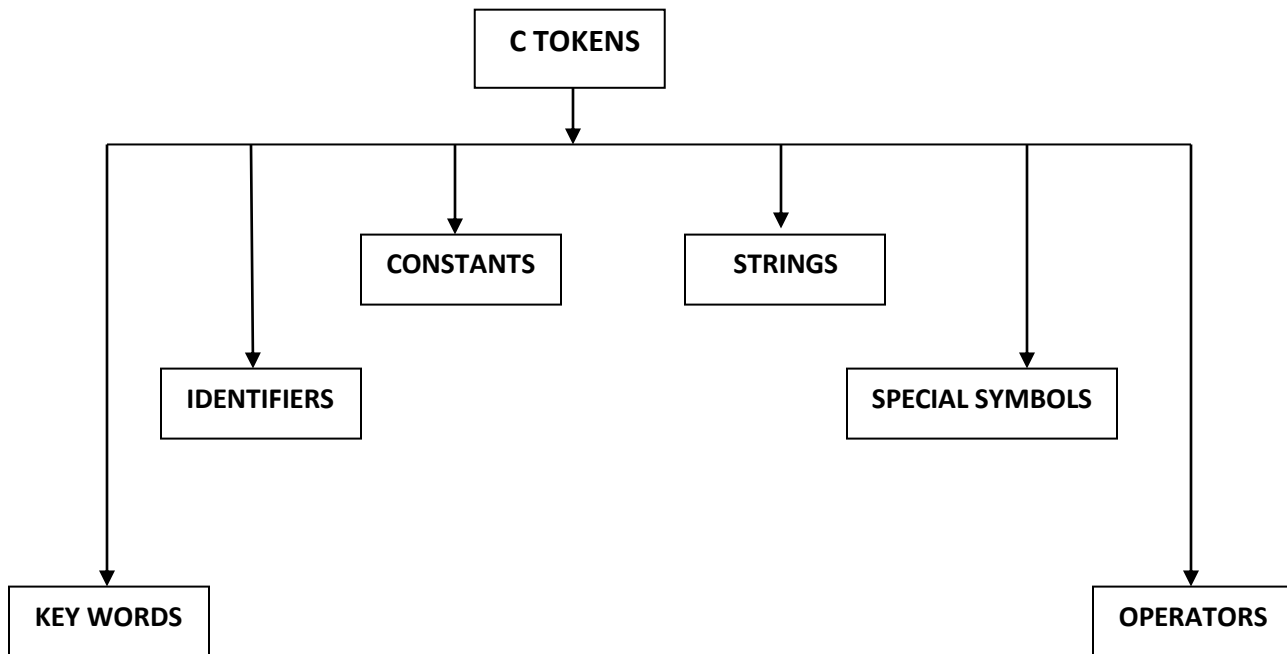 C TOKENS
CONSTANTS
STRINGS
IDENTIFIERS
SPECIAL SYMBOLS
KEY WORDS
OPERATORS